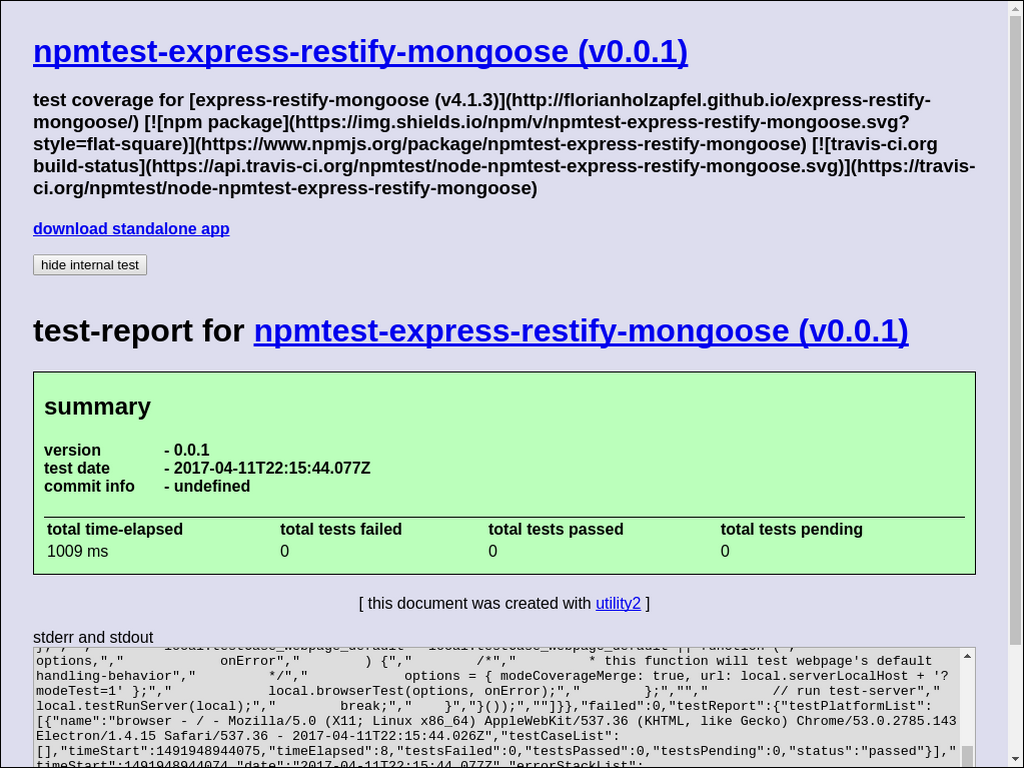 npmtest-express-restify-mongoose (v0.0.1)
test coverage for [express-restify-mongoose (v4.1.3)](http://florianholzapfel.github.io/express-restify-
mongoose/) [![npm package](https://img.shields.io/npm/v/npmtest-express-restify-mongoose.svg?
style=flat-square)](https://www.npmjs.org/package/npmtest-express-restify-mongoose) [![travis-ci.org
build-status](https://api.travis-ci.org/npmtest/node-npmtest-express-restify-mongoose.svg)](https://travis-
ci.org/npmtest/node-npmtest-express-restify-mongoose)
download standalone app
hide internal test
test-report for npmtest-express-restify-mongoose (v0.0.1)
summary
version - 0.0.1
test date - 2017-04-11T22:15:44.077Z
commit info - undefined
total time-elapsed total tests failed total tests passed total tests pending
1009 ms 0 0 0
[ this document was created with utility2 ]
stderr and stdout
options,"," onError"," ) {"," /*"," * this function will test webpage's default
handling-behavior"," */"," options = { modeCoverageMerge: true, url: local.serverLocalHost + '?
modeTest=1' };"," local.browserTest(options, onError);"," };",""," // run test-server","
local.testRunServer(local);"," break;"," }","}());",""]}},"failed":0,"testReport":{"testPlatformList":
[{"name":"browser - / - Mozilla/5.0 (X11; Linux x86_64) AppleWebKit/537.36 (KHTML, like Gecko) Chrome/53.0.2785.143
Electron/1.4.15 Safari/537.36 - 2017-04-11T22:15:44.026Z","testCaseList":
[],"timeStart":1491948944075,"timeElapsed":8,"testsFailed":0,"testsPassed":0,"testsPending":0,"status":"passed"}],"
timeStart":1491948944074,"date":"2017-04-11T22:15:44.077Z","errorStackList":